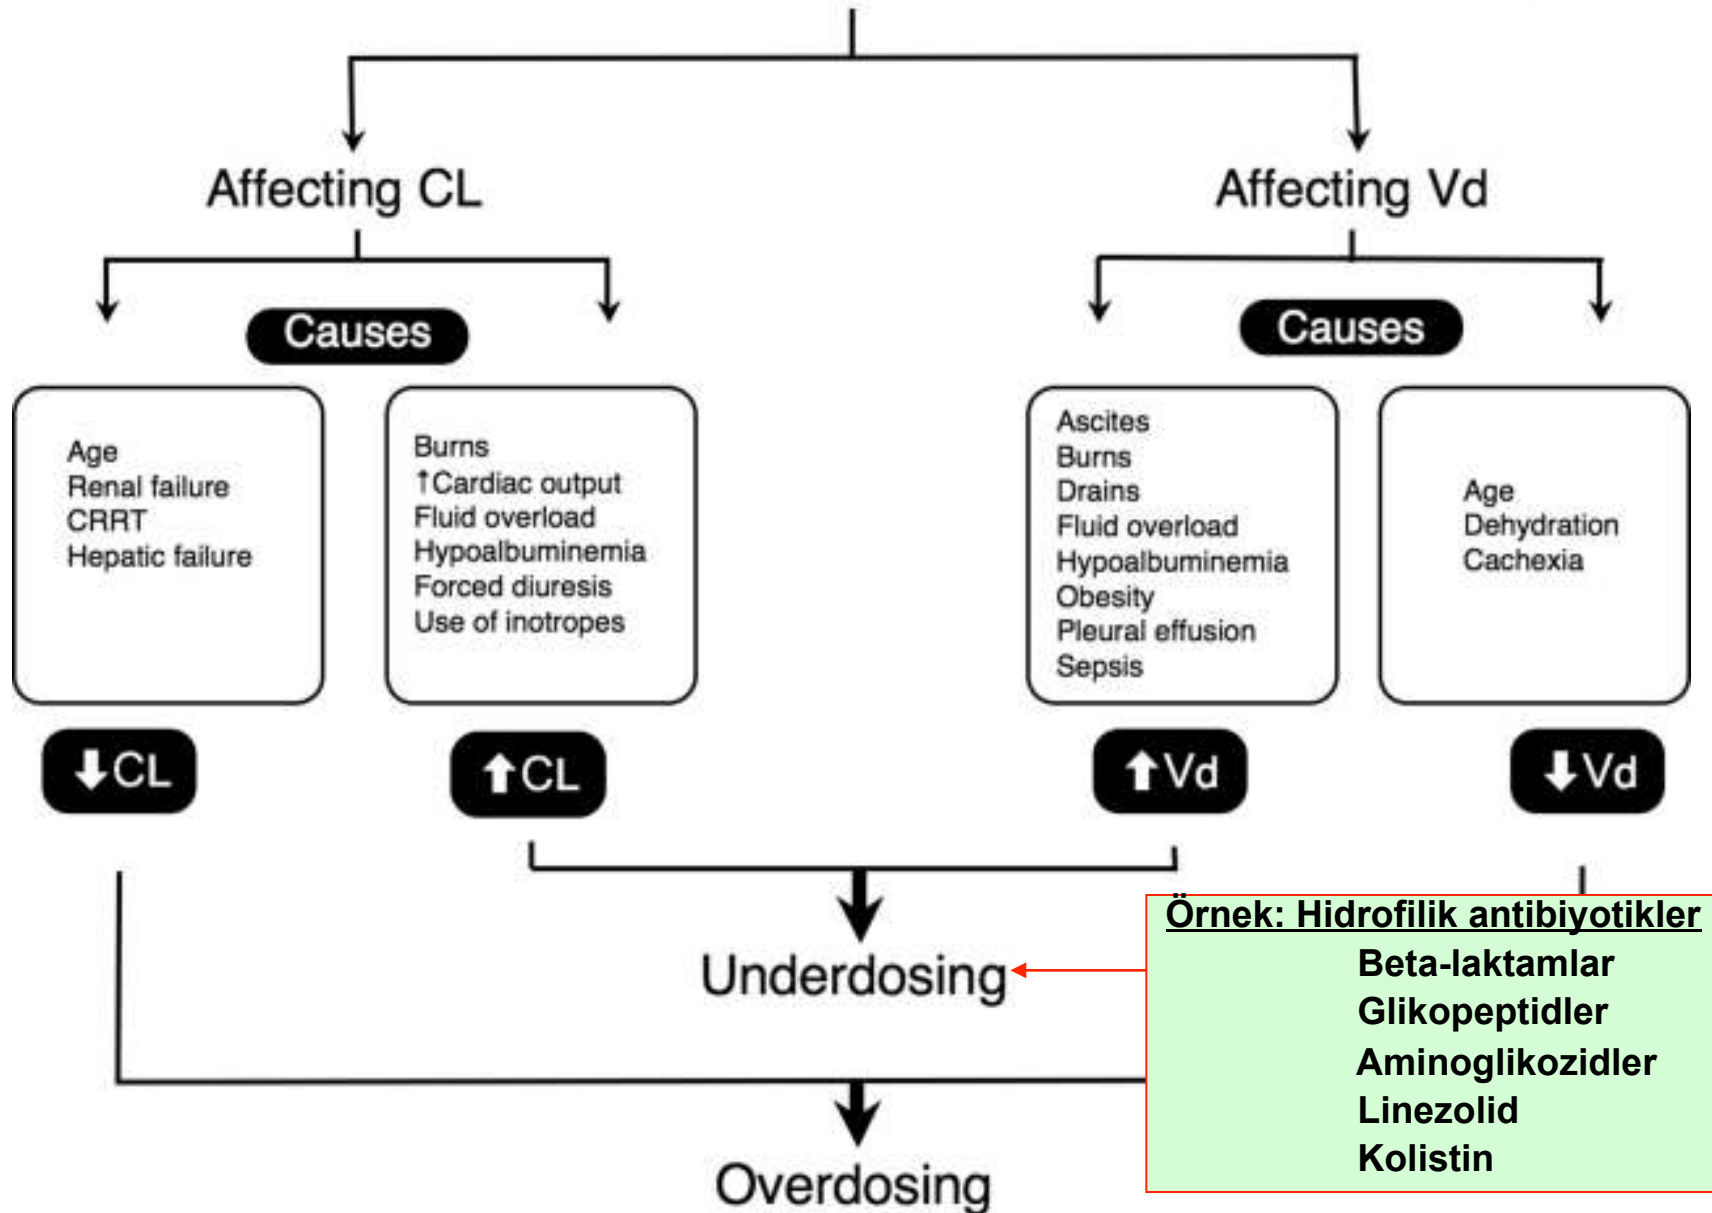 Affecting CL
Affecting Vd
Causes
Causes
Age
Renal failure
CRRT
Hepatic failure
Burns
↑Cardiac output
Fluid overload
Hypoalbuminemia
Forced diuresis
Use of inotropes
Ascites
Burns
Drains
Fluid overload
Hypoalbuminemia
Obesity
Pleural effusion
Sepsis
Age
Dehydration
Cachexia
↓CL
↑CL
↑Vd
↓Vd
Underdosing
Örnek: Hidrofilik antibiyotikler
Beta-laktamlar
Glikopeptidler
Aminoglikozidler
Linezolid
Kolistin
Overdosing